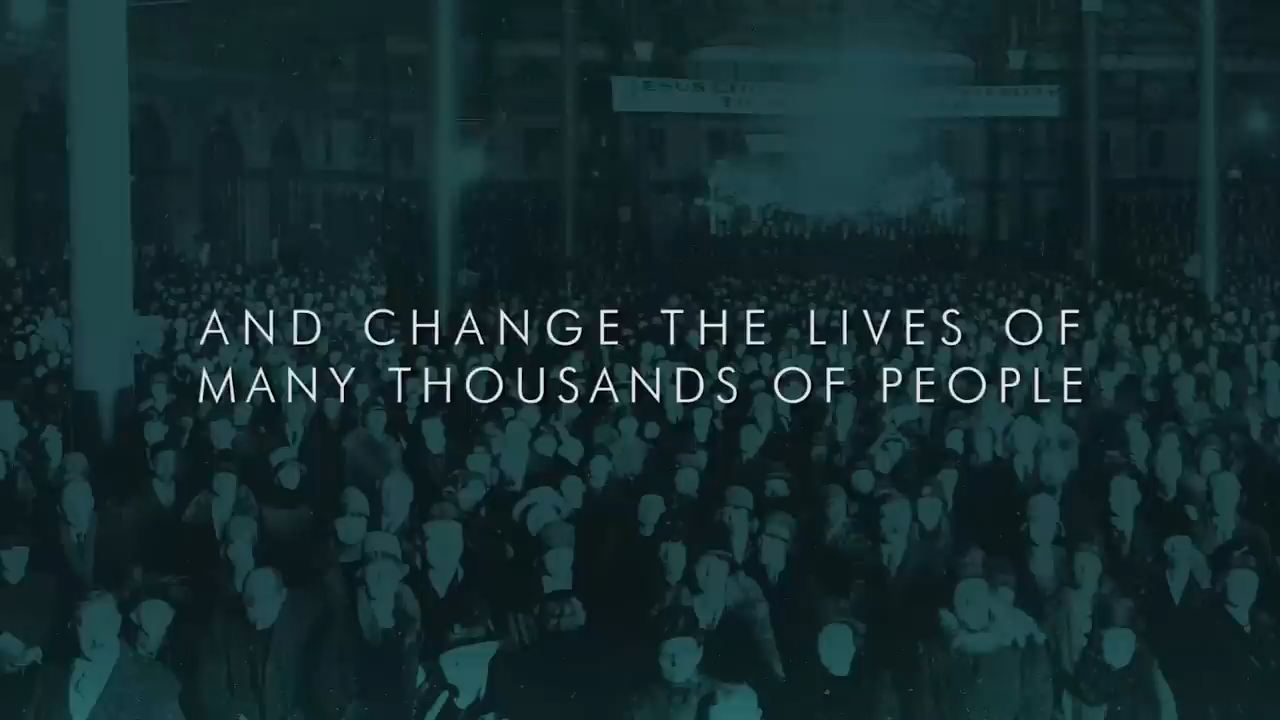 AND CHANGE THE LIVES OF
MANY THOUSANDS OF PEOPLE